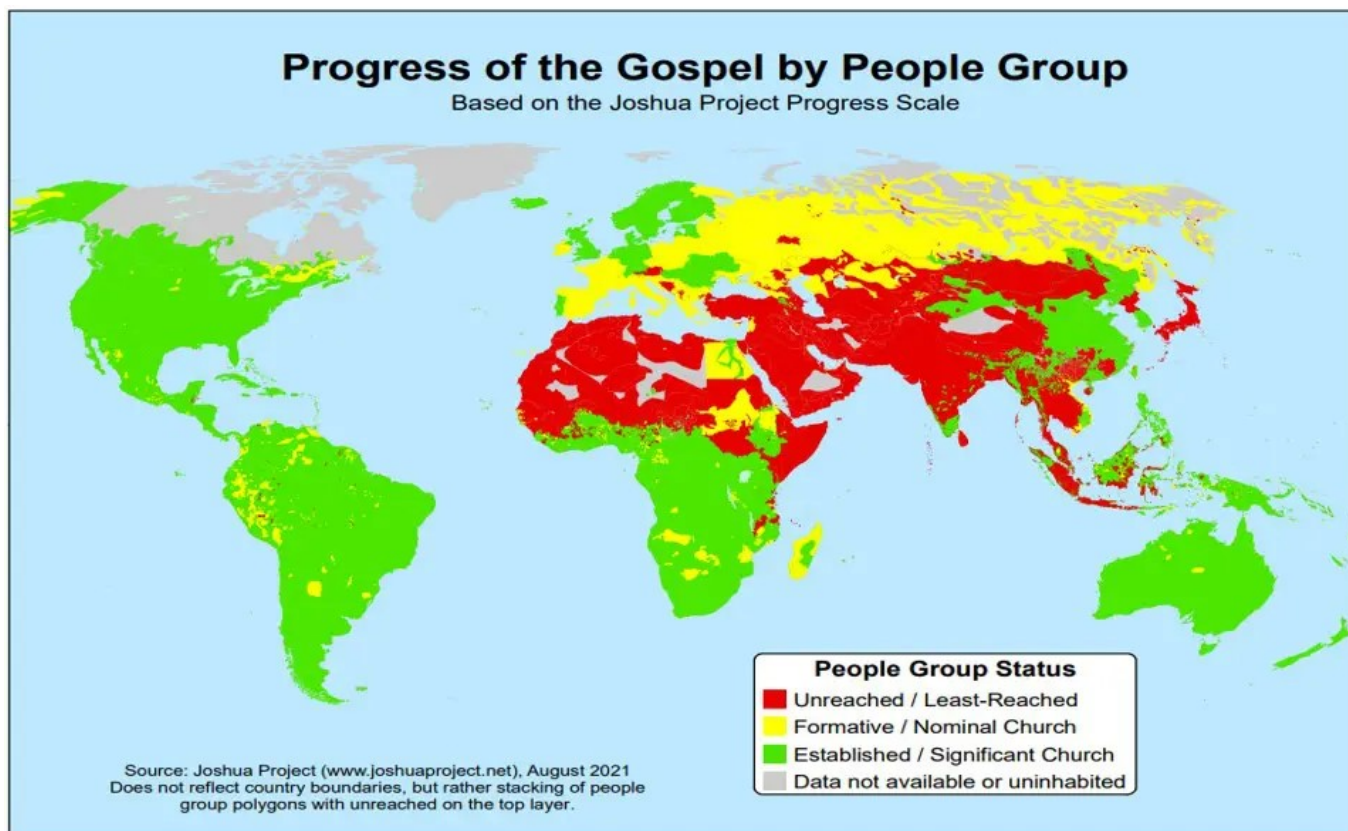 Progress of the Gospel by People Group
Based on the Joshua Project Progress Scale
People Group Status
Unreached / Least-Reached
Formative / Nominal Church
Established / Significant Church
Data not available or uninhabited
Source: Joshua Project (www.joshuaproject.net), August 2021
Does not reflect country boundaries, but rather stacking of people
group polygons with unreached on the top layer.